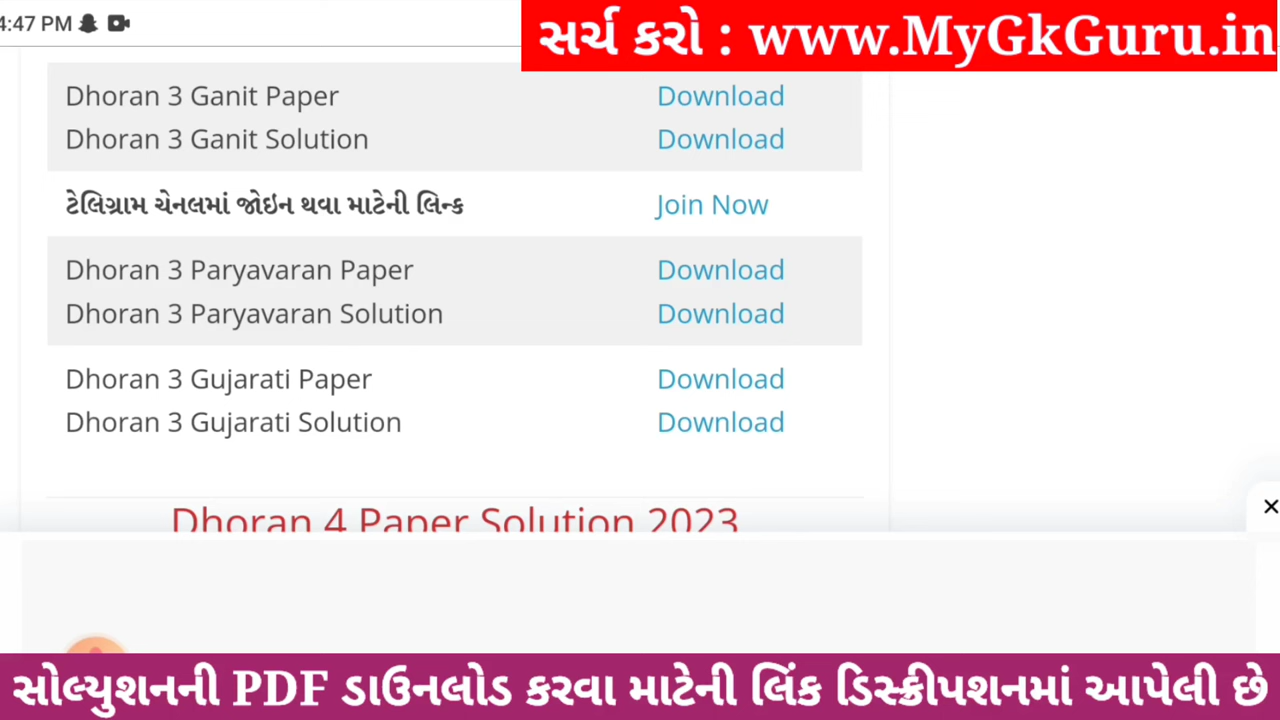 4:47 PM
સર્ચ કરો : www.MyGkGuru.in
Dhoran 3 Ganit Paper Download
Dhoran 3 Ganit Solution Download
ટેલિગ્રામ ચેનલમાં જોઇન થવા માટેની લિન્ક Join Now
Dhoran 3 Paryavaran Paper Download
Dhoran 3 Paryavaran Solution Download
Dhoran 3 Gujarati Paper Download
Dhoran 3 Gujarati Solution Download
Dhoran 4 Paper Solution 2023
સોલ્યુશનની PDF ડાઉનલોડ કરવા માટેની લિંક ડિસ્ક્રીપશનમાં આપેલી છે